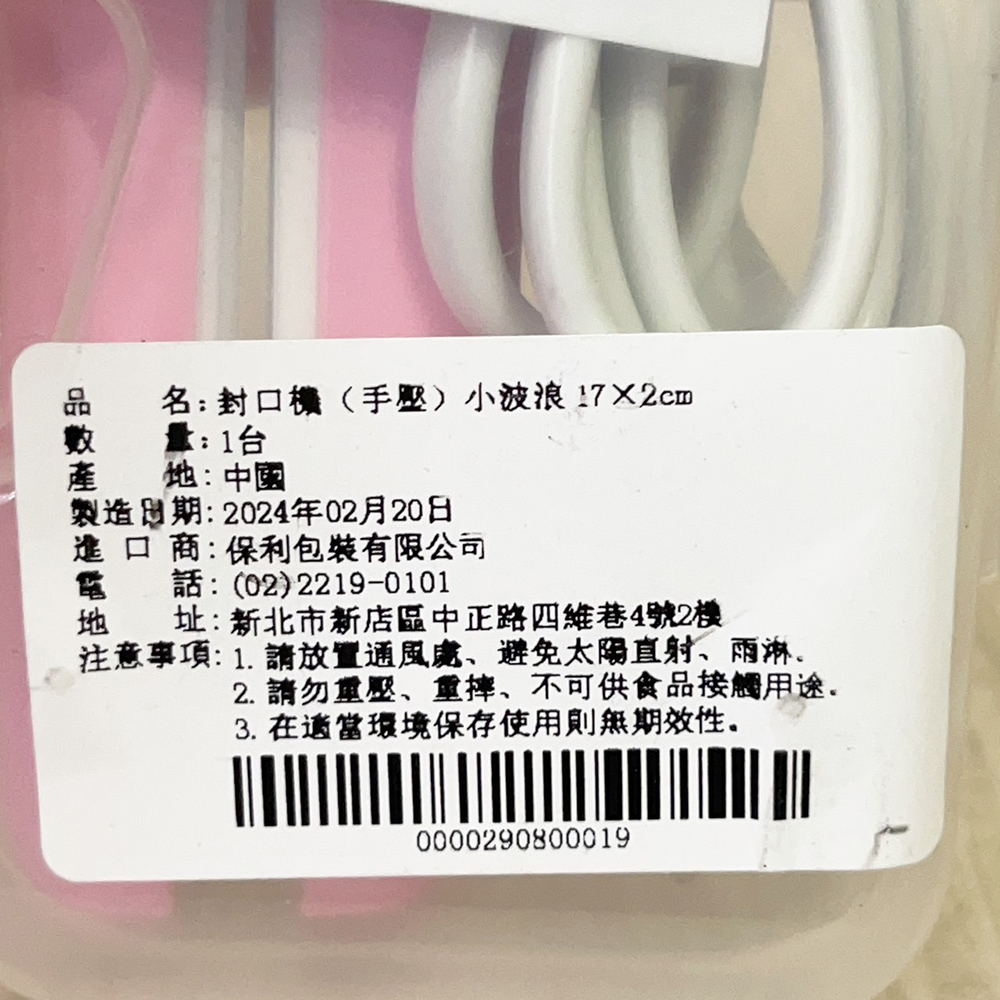 品名:封口機(手壓)小波浪 17×2cm
數量:1台
產地:中國
製造日期:2024年02月20日
進口商:保利包裝有限公司
電話:(02)2219-0101
地址:新北市新店區中正路四維巷4號2樓
注意事項:1. 請放置通風處、避免太陽直射、雨淋.
2. 請勿重壓、重摔、不可供食品接觸用途.
3. 在適當環境保存使用則無期效性。
0000290800019